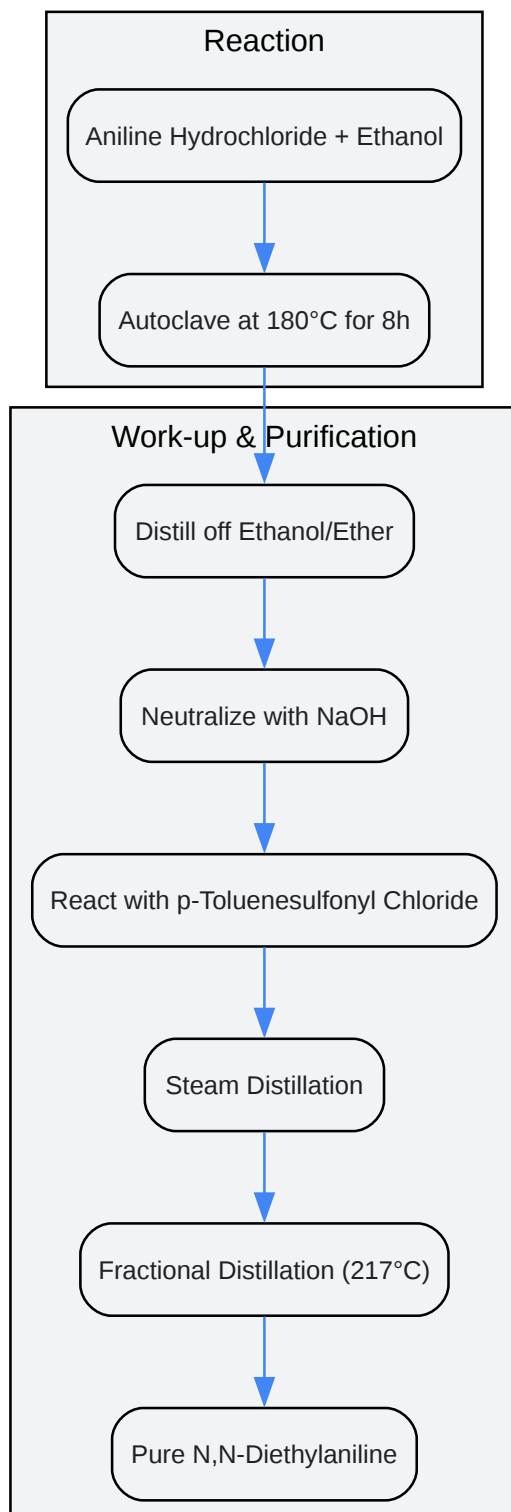 Reaction
Aniline Hydrochloride + Ethanol
Autoclave at 180°C for 8h
Work-up & Purification
Distill off Ethanol/Ether
Neutralize with NaOH
React with p-Toluenesulfonyl Chloride
Steam Distillation
Fractional Distillation (217°C)
Pure N,N-Diethylaniline